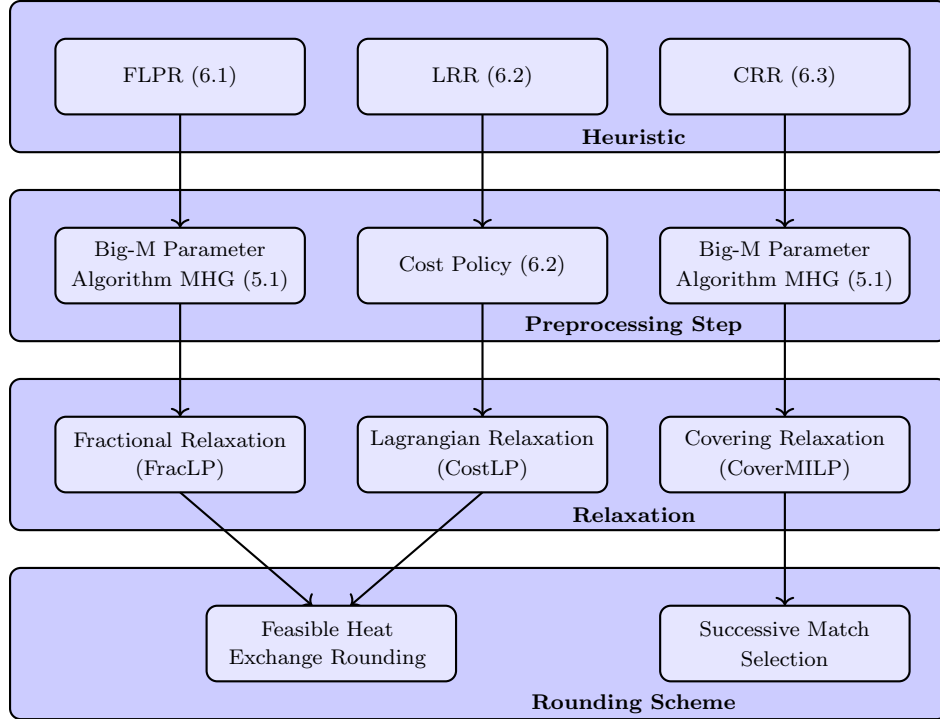 FLPR (6.1)
LRR (6.2)
CRR (6.3)
Heuristic
Big-M Parameter
Algorithm MHG (5.1)
Cost Policy (6.2)
Big-M Parameter
Algorithm MHG (5.1)
Preprocessing Step
Fractional Relaxation
(FracLP)
Lagrangian Relaxation
(CostLP)
Covering Relaxation
(CoverMILP)
Relaxation
Feasible Heat
Exchange Rounding
Successive Match
Selection
Rounding Scheme